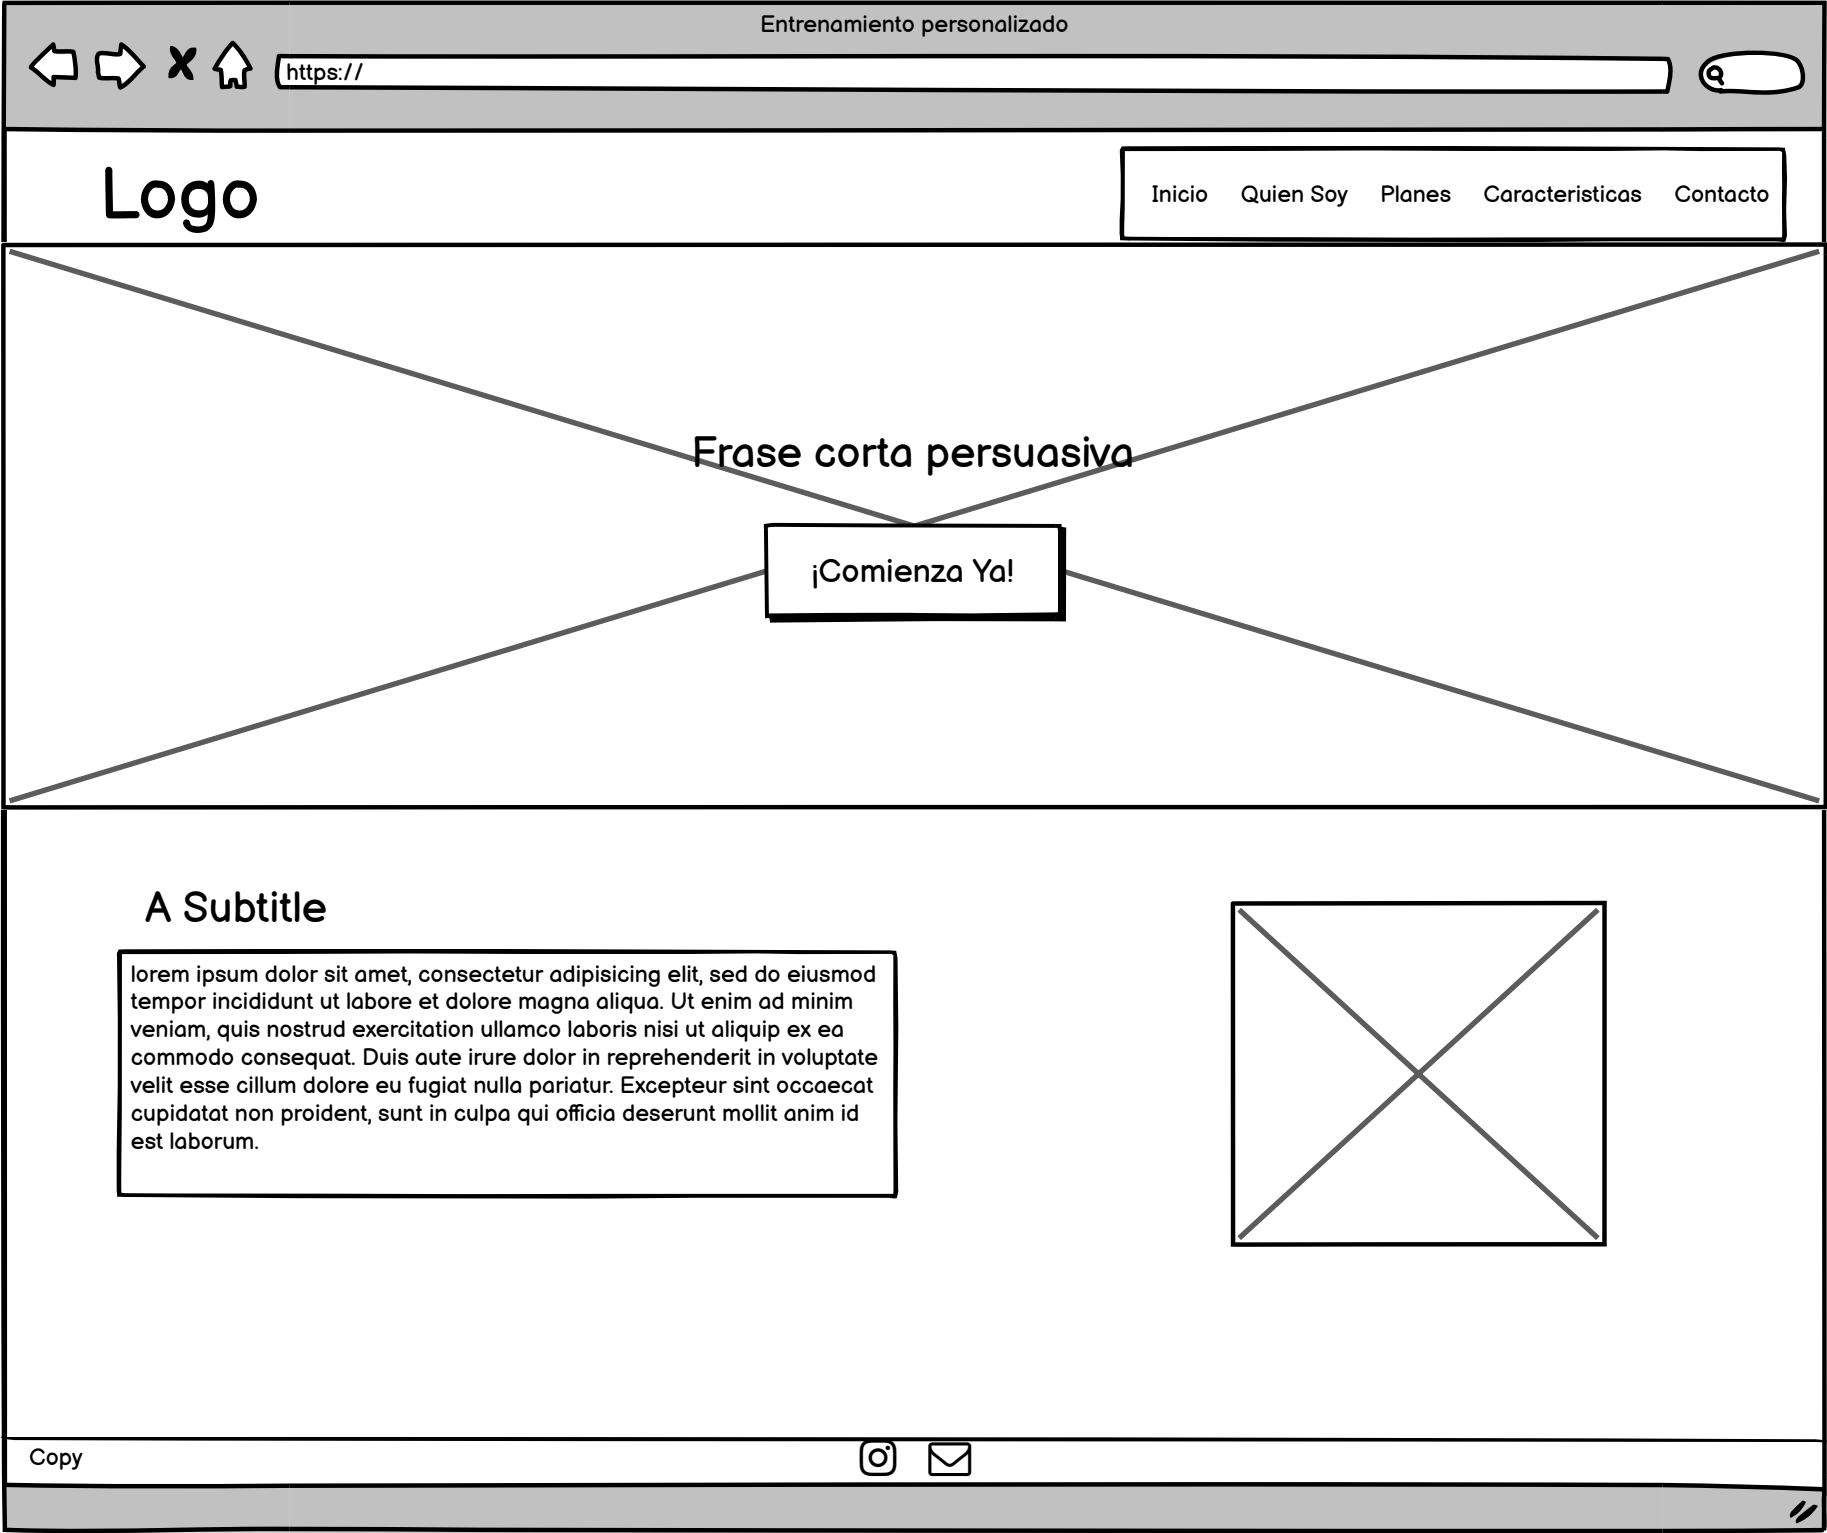 Entrenamiento personalizado
https://
Logo
Inicio Quien Soy Planes Caracteristicas Contacto
Frase corta persuasiva
¡Comienza Ya!
A Subtitle
lorem ipsum dolor sit amet, consectetur adipisicing elit, sed do eiusmod
tempor incididunt ut labore et dolore magna aliqua. Ut enim ad minim
veniam, quis nostrud exercitation ullamco laboris nisi ut aliquip ex ea
commodo consequat. Duis aute irure dolor in reprehenderit in voluptate
velit esse cillum dolore eu fugiat nulla pariatur. Excepteur sint occaecat
cupidatat non proident, sunt in culpa qui officia deserunt mollit anim id
est laborum.
Copy